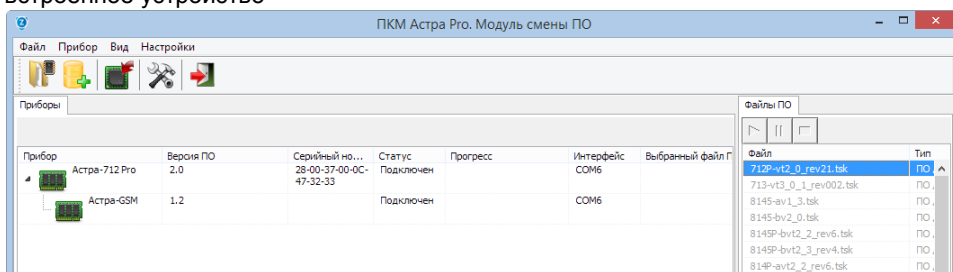 встроенное устройство
ПКМ Астра Pro. Модуль смены ПО
Файл Прибор Вид Настройки
Приборы
Файлы ПО
Прибор Версия ПО Серийный но... Статус Прогресс Интерфейс Выбранный файл П
Файл Тип
Астра-712 Pro 2.0 28-00-37-00-0C-47-32-33 Подключен COM6
Астра-GSM 1.2 Подключен COM6
712P-vt2_0_rev21.tsk ПО,
713-vt3_0_1_rev002.tsk ПО,
8145-av1_3.tsk ПО,
8145-bv2_0.tsk ПО,
8145P-bvt2_2_rev6.tsk ПО,
8145P-bvt2_3_rev4.tsk ПО,
814P-avt2_2_rev6.tsk ПО,